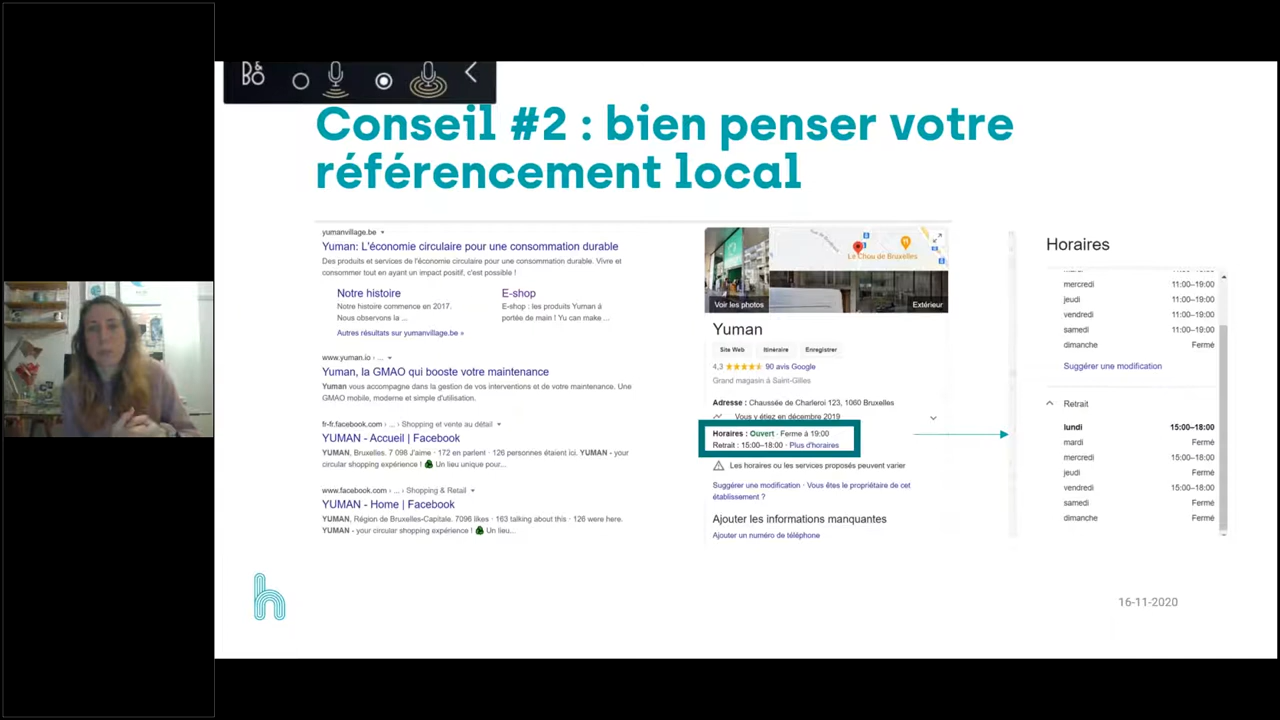 B&
BO
Conseil #2 : bien penser votre
référencement local
yumanvillage.be
Yuman: L'économie circulaire pour une consommation durable
Des produits et services de l'économie circulaire pour une consommation durable. Vivre et
consommer tout en ayant un impact positif, c'est possible !
Notre histoire
Notre histoire commence en 2017.
Nous observons la ...
E-shop
E-shop : les produits Yuman à
portée de main ! Yu can make ...
Autres résultats sur yumanvillage.be »
www.yuman.io › ...
Yuman, la GMAO qui booste votre maintenance
Yuman vous accompagne dans la gestion de vos interventions et de votre maintenance. Une
GMAO mobile, moderne et simple d'utilisation.
fr-fr.facebook.com › ... › Shopping et vente au détail
YUMAN - Accueil | Facebook
YUMAN, Bruxelles. 7 098 J'aime · 172 en parlent · 126 personnes étaient ici. YUMAN - your
circular shopping expérience ! Un lieu unique pour...
www.facebook.com › ... › Shopping & Retail
YUMAN - Home | Facebook
YUMAN, Région de Bruxelles-Capitale. 7096 likes · 163 talking about this · 126 were here.
YUMAN - your circular shopping expérience ! Un lieu...
Le Chou de Bruxelles
Voir les photos
Extérieur
Yuman
Site Web
Itinéraire
Enregistrer
4,3 90 avis Google
Grand magasin à Saint-Gilles
Adresse : Chaussée de Charleroi 123, 1060 Bruxelles
Vous y étiez en décembre 2019
Horaires : Ouvert · Ferme à 19:00
Retrait : 15:00–18:00 · Plus d'horaires
Les horaires ou les services proposés peuvent varier
Suggérer une modification · Vous êtes le propriétaire de cet
établissement ?
Ajouter les informations manquantes
Ajouter un numéro de téléphone
Horaires
mardi 11:00–19:00
mercredi 11:00–19:00
jeudi 11:00–19:00
vendredi 11:00–19:00
samedi 11:00–19:00
dimanche Fermé
Suggérer une modification
Retrait
lundi 15:00–18:00
mardi Fermé
mercredi 15:00–18:00
jeudi Fermé
vendredi 15:00–18:00
samedi Fermé
dimanche Fermé
h
16-11-2020